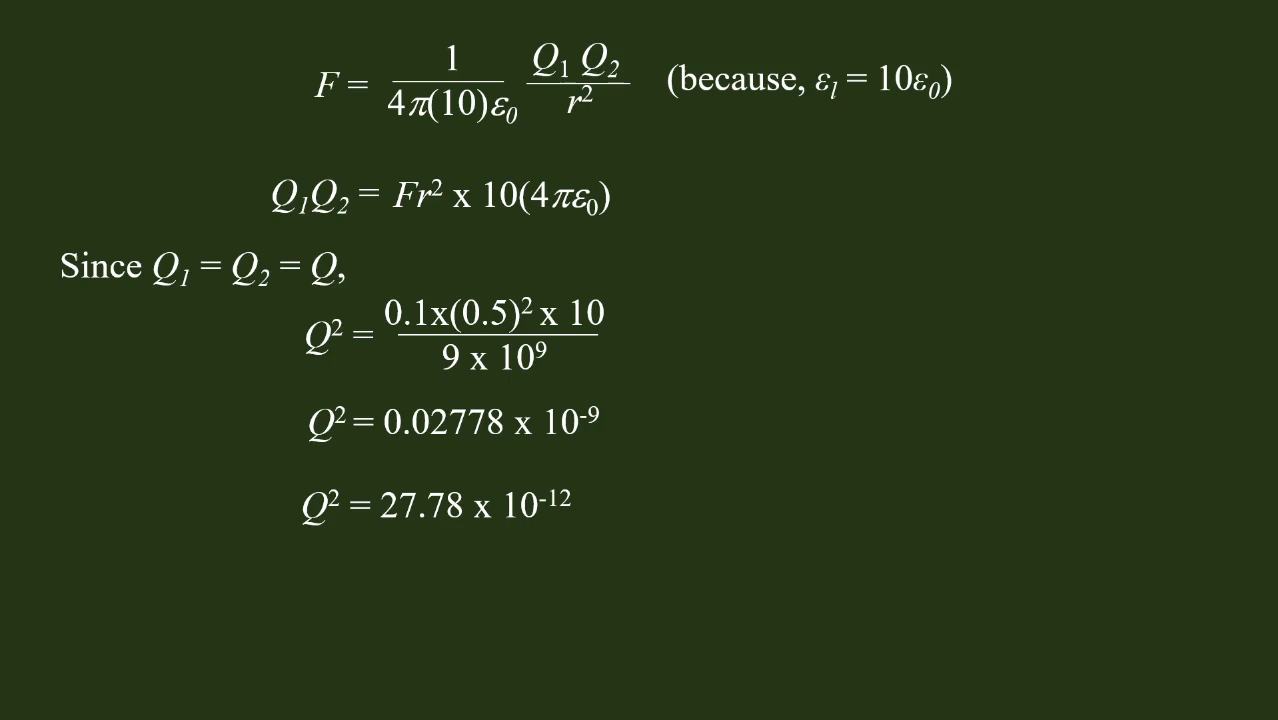 F = 1 / 4π(10)ε₀ Q₁ Q₂ / r² (because, εₗ = 10ε₀)
Q₁Q₂ = Fr² x 10(4πε₀)
Since Q₁ = Q₂ = Q,
Q² = 0.1x(0.5)² x 10 / 9 x 10⁹
Q² = 0.02778 x 10⁻⁹
Q² = 27.78 x 10⁻¹²